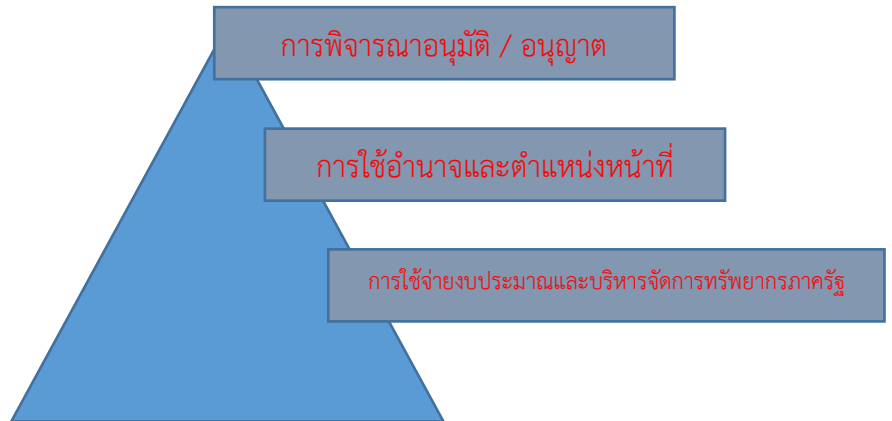 การพิจารณาอนุมัติ / อนุญาต
การใช้อำนาจและตำแหน่งหน้าที่
การใช้จ่ายงบประมาณและบริหารจัดการทรัพยากรภาครัฐ